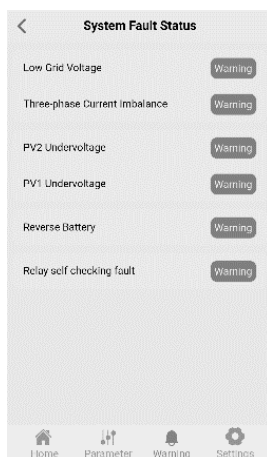 System Fault Status
Low Grid Voltage Warning
Three-phase Current Imbalance Warning
PV2 Undervoltage Warning
PV1 Undervoltage Warning
Reverse Battery Warning
Relay self checking fault Warning
Home Parameter Warning Settings